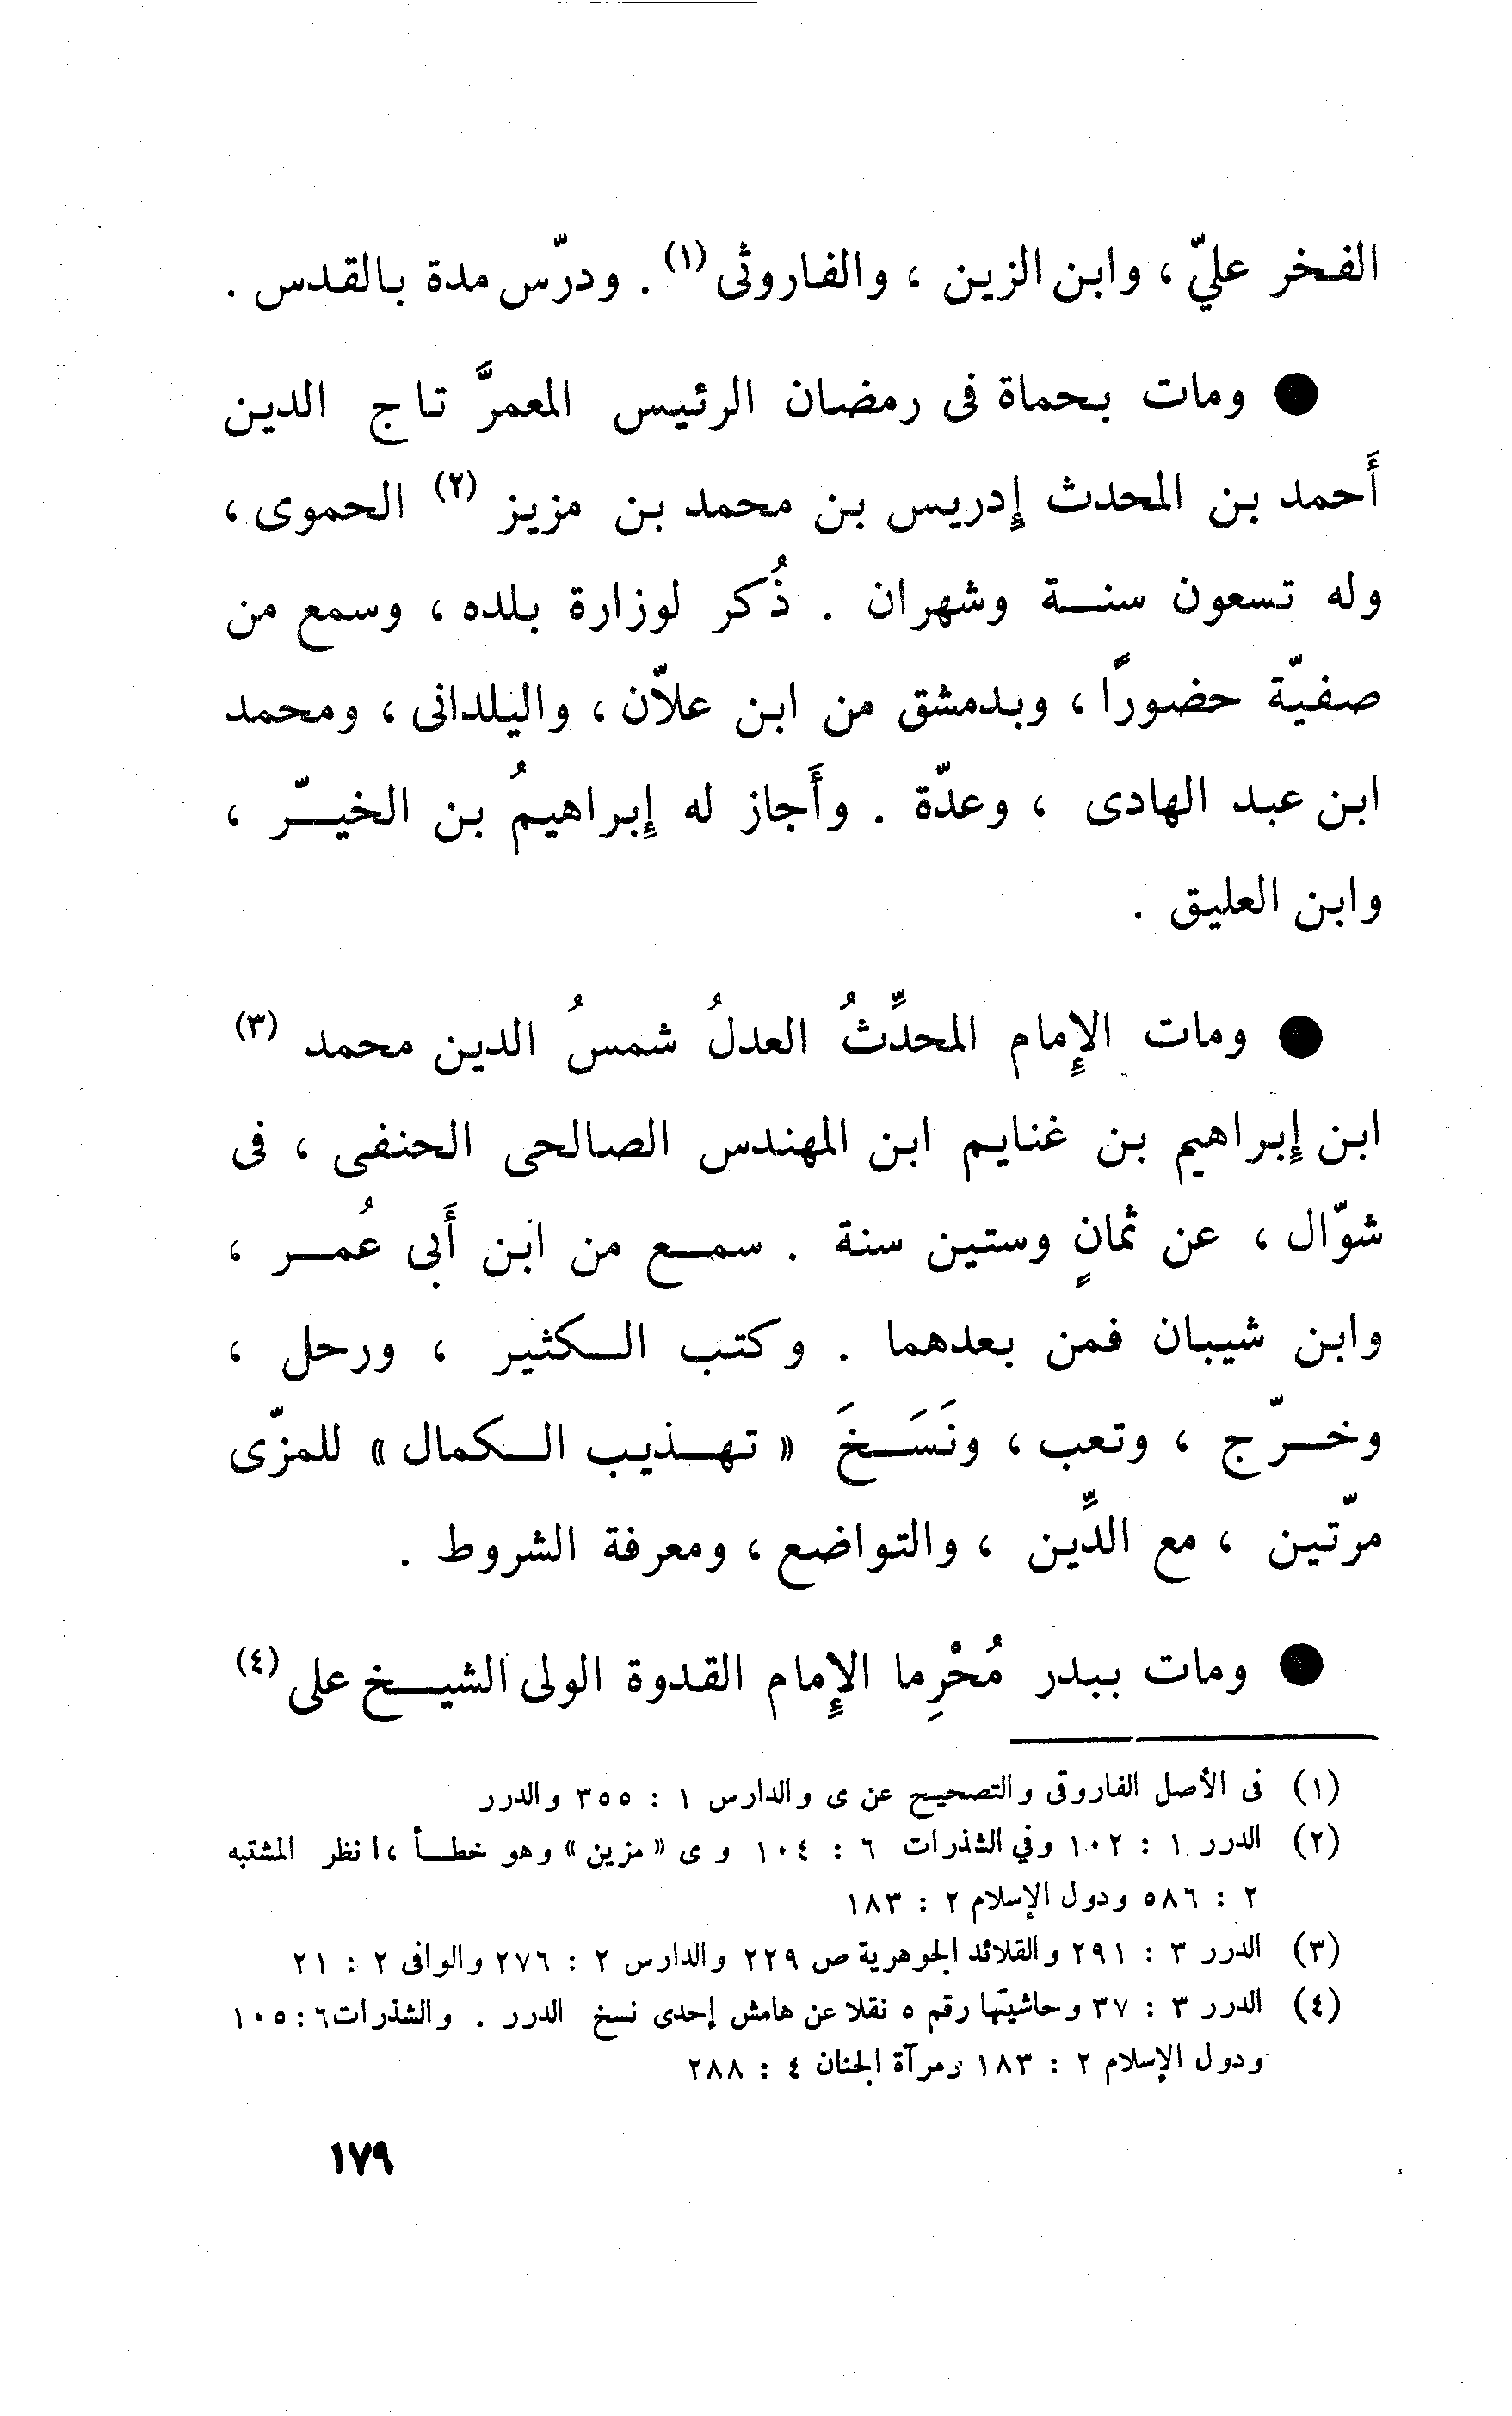 الفخر عليّ ، وابن الزين ، والفاروثى (١) . ودرّس مدة بالقدس .
● ومات بحماة فى رمضان الرئيس المعمرَّ تاج الدين
أَحمد بن المحدث إِدريس بن محمد بن مزيز (٢) الحموى ،
وله تسعون سنة وشهران . ذُكر لوزارة بلده ، وسمع من
صفيّة حضورًا ، وبدمشق من ابن علاّن ، واليلدانى ، ومحمد
ابن عبد الهادى ، وعدّة . وأَجاز له إِبراهيمُ بن الخيّر ،
وابن العليق .
● ومات الإِمام المحدِّثُ العدلُ شمسُ الدين محمد (٣)
ابن إِبراهيم بن غنايم ابن المهندس الصالحى الحنفى ، فى
شوّال ، عن ثمانٍ وستين سنة . سمع من ابن أَبى عُمر ،
وابن شيبان فمن بعدهما . وكتب الكثير ، ورحل ،
وخرّج ، وتعب ، ونَسَخَ « تهذيب الكمال » للمزّى
مرّتين ، مع الدِّين ، والتواضع ، ومعرفة الشروط .
● ومات ببدر مُحْرِما الإِمام القدوة الولى الشيخ على (٤)
(١) فى الأصل الفاروقى والتصحيح عن ى والدارس ١ : ٣٥٥ والدرر
(٢) الدرر ١ : ١٠٢ وفي الشذرات ٦ : ١٠٤ و ى « مزين » وهو خطأ ، انظر المشتبه
٢ : ٥٨٦ ودول الإسلام ٢ : ١٨٣
(٣) الدرر ٣ : ٢٩١ والقلائد الجوهرية ص ٢٢٩ والدارس ٢ : ٢٧٦ والوافى ٢ : ٢١
(٤) الدرر ٣ : ٣٧ وحاشيتها رقم ٥ نقلا عن هامش إحدى نسخ الدرر . والشذرات ٦ : ١٠٥
ودول الإسلام ٢ : ١٨٣ ومرآة الجنان ٤ : ٢٨٨
١٧٩